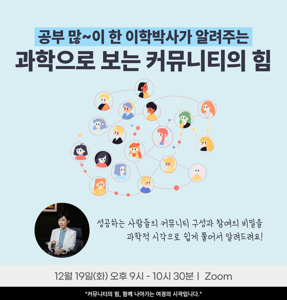 공부 많~이 한 이학박사가 알려주는
과학으로 보는 커뮤니티의 힘
성공하는 사람들의 커뮤니티 구성과 참여의 비밀을
과학적 시각으로 쉽게 풀어서 알려드려요!
12월 19일(화) 오후 9시 - 10시 30분 | Zoom
"커뮤니티의 힘, 함께 나아가는 여정의 시작입니다."